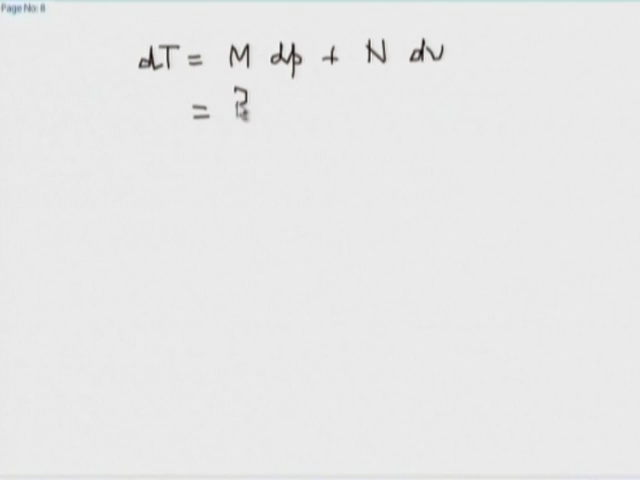 Page No: 8
dT = M dp + N dv
=